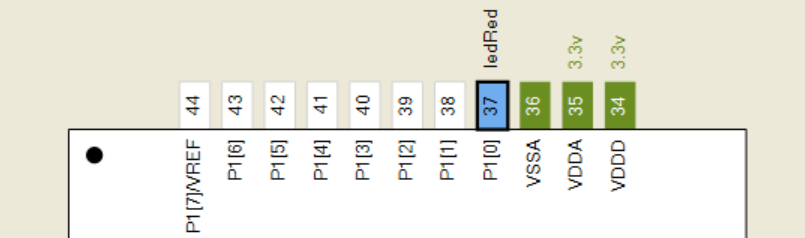 ledRed
3.3v
3.3v
44
43
42
41
40
39
38
37
36
35
34
P1[7]/VREF
P1[6]
P1[5]
P1[4]
P1[3]
P1[2]
P1[1]
P1[0]
VSSA
VDDA
VDDD